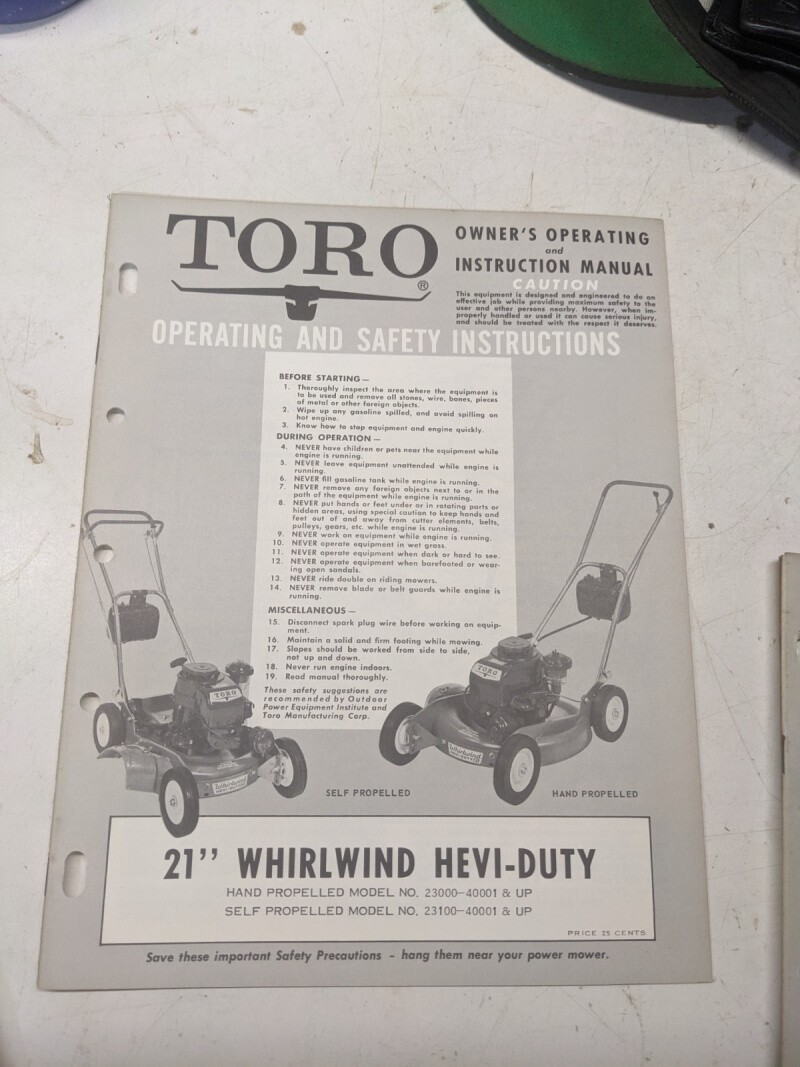 TORO
®
OWNER'S OPERATING
and
INSTRUCTION MANUAL
CAUTION
This equipment is designed and engineered to do an
effective job while providing maximum safety to the
user and other persons nearby. However, when im-
properly handled or used it can cause serious injury,
and should be treated with the respect it deserves.
OPERATING AND SAFETY INSTRUCTIONS
BEFORE STARTING —
1. Thoroughly inspect the area where the equipment is
to be used and remove all stones, wire, bones, pieces
of metal or other foreign objects.
2. Wipe up any gasoline spilled, and avoid spilling on
hot engine.
3. Know how to stop equipment and engine quickly.
DURING OPERATION —
4. NEVER have children or pets near the equipment while
engine is running.
5. NEVER leave equipment unattended while engine is
running.
6. NEVER fill gasoline tank while engine is running.
7. NEVER remove any foreign objects next to or in the
path of the equipment while engine is running.
8. NEVER put hands or feet under or in rotating parts or
hidden areas, using special caution to keep hands and
feet out of and away from cutter elements, belts,
pulleys, gears, etc. while engine is running.
9. NEVER work on equipment while engine is running.
10. NEVER operate equipment in wet grass.
11. NEVER operate equipment when dark or hard to see.
12. NEVER operate equipment when barefooted or wear-
ing open sandals.
13. NEVER ride double on riding mowers.
14. NEVER remove blade or belt guards while engine is
running.
MISCELLANEOUS —
15. Disconnect spark plug wire before working on equip-
ment.
16. Maintain a solid and firm footing while mowing.
17. Slopes should be worked from side to side,
not up and down.
18. Never run engine indoors.
19. Read manual thoroughly.
These safety suggestions are
recommended by Outdoor
Power Equipment Institute and
Toro Manufacturing Corp.
TORO
TORO
Whirlwind
Whirlwind
SELF PROPELLED
HAND PROPELLED
21" WHIRLWIND HEVI-DUTY
HAND PROPELLED MODEL NO. 23000-40001 & UP
SELF PROPELLED MODEL NO. 23100-40001 & UP
PRICE 25 CENTS
Save these important Safety Precautions - hang them near your power mower.